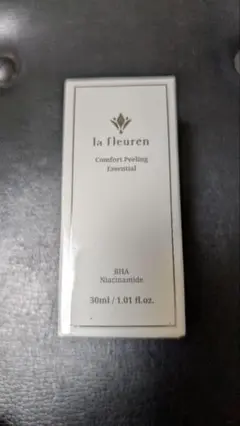 la fleuren
Comfort Peeling
Essential
BHA
Niacinamide
30ml / 1.01 fl.oz.